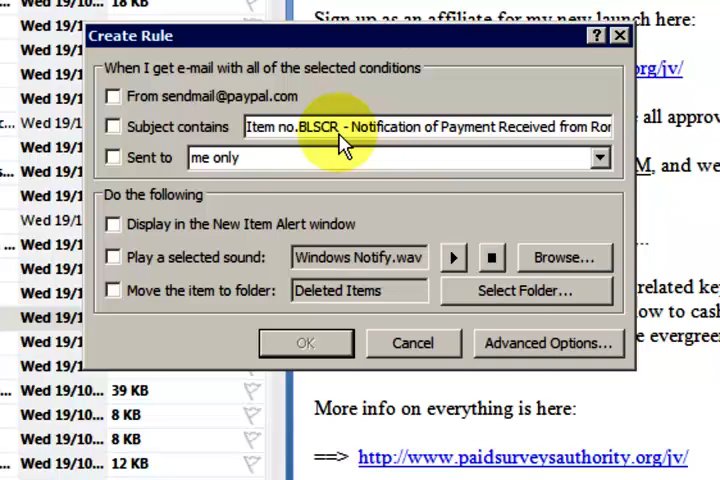 18 KB
Sign up as an affiliate for my new launch here:
Wed 19/1
Create Rule
Wed 19/1
When I get e-mail with all of the selected conditions
org/jv/
Wed 19/1
From sendmail@paypal.com
Wed 19/1
c...
Wed 19/1
Subject contains
Item no.BLSCR - Notification of Payment Received from Ror
e all approv
Wed 19/1
Sent to
me only
M, and we
Wed 19/1
Do the following
Wed 19/1
Display in the New Item Alert window
...
Wed 19/1
...
Wed 19/1
Play a selected sound:
Windows Notify.wav
Browse...
Wed 19/1
Move the item to folder:
Deleted Items
Select Folder...
related key
Wed 19/1
ow to cash
Wed 19/1
OK
Cancel
Advanced Options...
e evergreen
Wed 19/1
Wed 19/10...
39 KB
Wed 19/10...
8 KB
More info on everything is here:
Wed 19/10...
8 KB
Wed 19/10...
12 KB
==> http://www.paidsurveysauthority.org/jv/